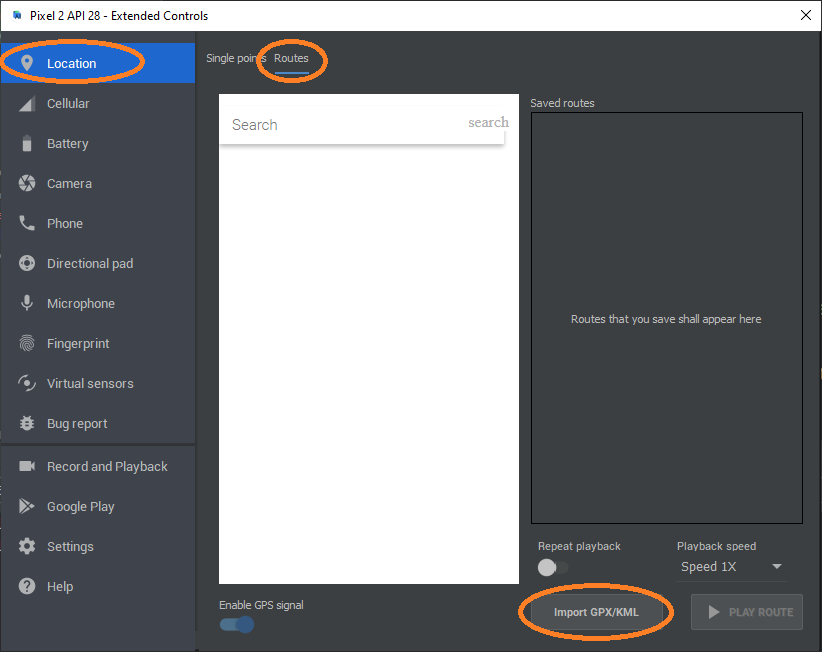 Pixel 2 API 28 - Extended Controls
Location
Cellular
Battery
Camera
Phone
Directional pad
Microphone
Fingerprint
Virtual sensors
Bug report
Record and Playback
Google Play
Settings
Help
Single points
Routes
Search
search
Enable GPS signal
Saved routes
Routes that you save shall appear here
Repeat playback
Playback speed
Speed 1X
Import GPX/KML
PLAY ROUTE